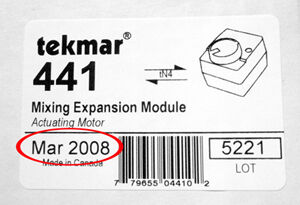 tekmar®
441
tN4
Mixing Expansion Module
Actuating Motor
Mar 2008
Made in Canada
5221
LOT
7 79655 04410 2